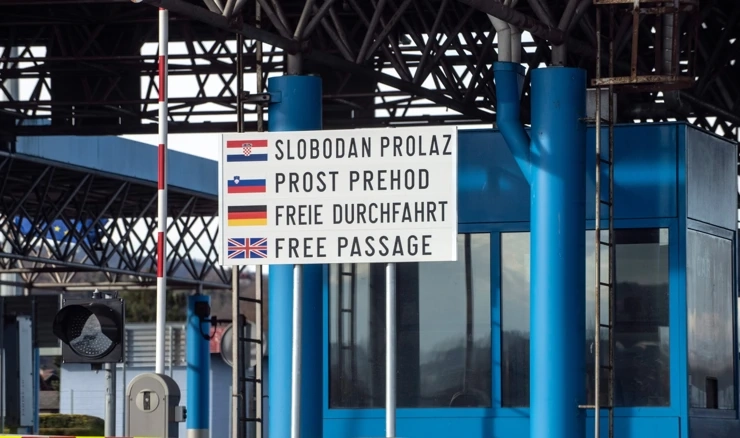 SLOBODAN PROLAZ
PROST PREHOD
FREIE DURCHFAHRT
FREE PASSAGE